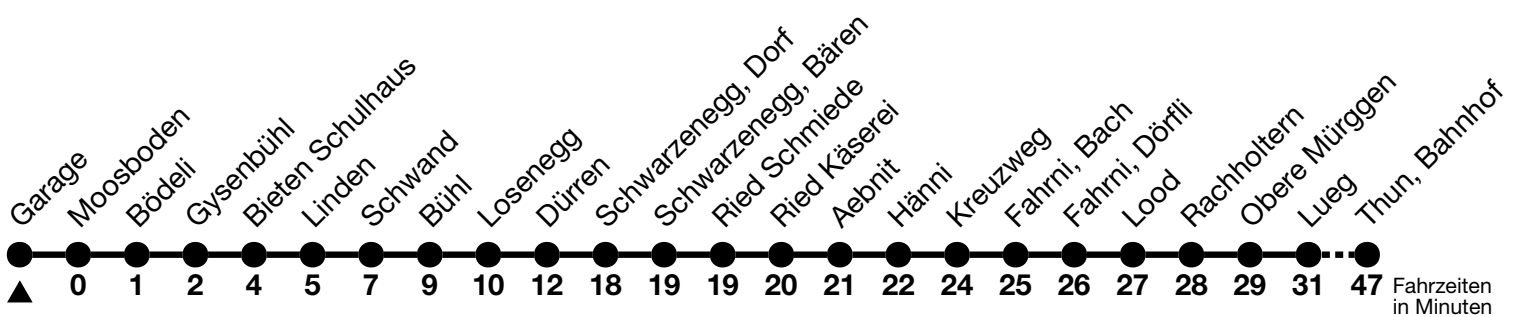 Garage
Moosboden
Bödeli
Gysenbühl
Bieten Schulhaus
Linden
Schwand
Bühl
Losenegg
Dürren
Schwarzenegg, Dorf
Schwarzenegg, Bären
Ried Schmiede
Ried Käserei
Aebnit
Hänni
Kreuzweg
Fahrni, Bach
Fahrni, Dörfli
Lood
Rachholtern
Obere Mürggen
Lueg
Thun, Bahnhof
0 1 2 4 5 7 9 10 12 18 19 19 20 21 22 24 25 26 27 28 29 31 47 Fahrzeiten
in Minuten